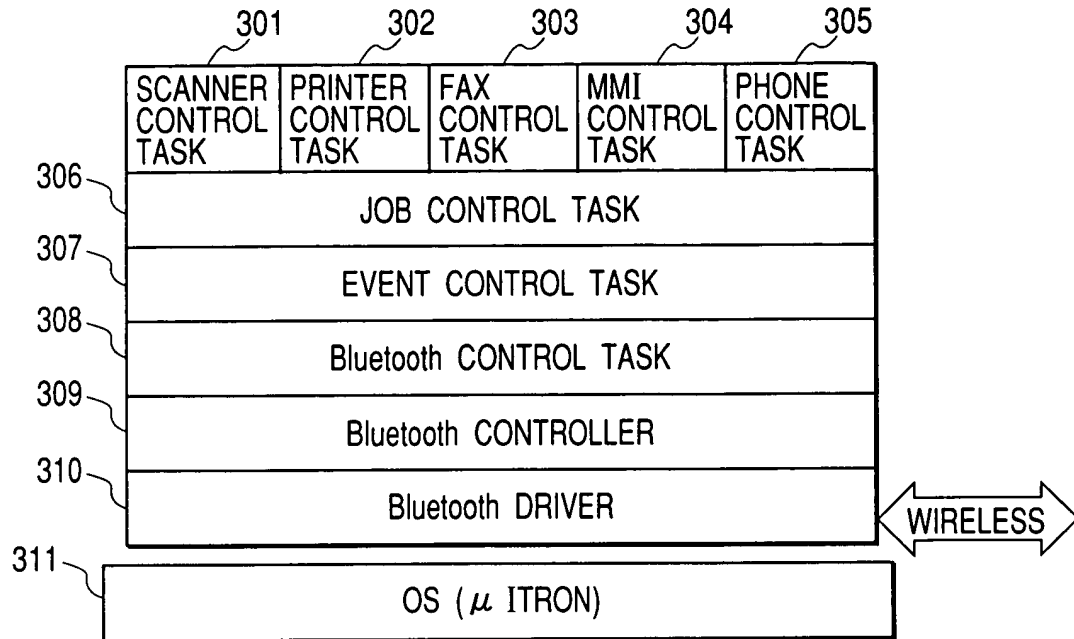 301 302 303 304 305
SCANNER CONTROL TASK
PRINTER CONTROL TASK
FAX CONTROL TASK
MMI CONTROL TASK
PHONE CONTROL TASK
306
JOB CONTROL TASK
307
EVENT CONTROL TASK
308
Bluetooth CONTROL TASK
309
Bluetooth CONTROLLER
310
Bluetooth DRIVER
WIRELESS
311
OS (μ ITRON)